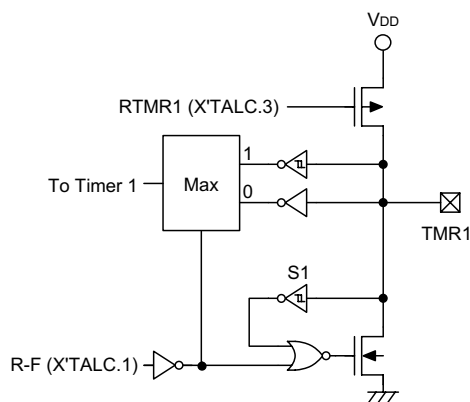 VDD
RTMR1 (X'TALC.3)
1
To Timer 1
Max
0
TMR1
S1
R-F (X'TALC.1)